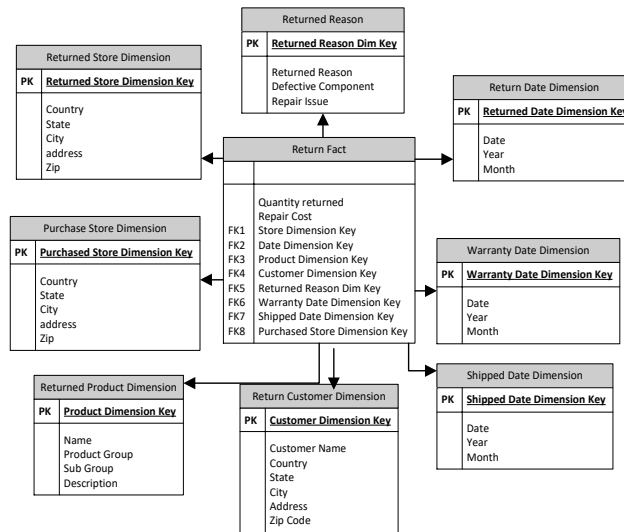 Returned Reason
PK Returned Reason Dim Key
Returned Reason
Defective Component
Repair Issue
Returned Store Dimension
PK Returned Store Dimension Key
Country
State
City
address
Zip
Return Date Dimension
PK Returned Date Dimension Key
Date
Year
Month
Return Fact
Quantity returned
Repair Cost
FK1 Store Dimension Key
FK2 Date Dimension Key
FK3 Product Dimension Key
FK4 Customer Dimension Key
FK5 Returned Reason Dim Key
FK6 Warranty Date Dimension Key
FK7 Shipped Date Dimension Key
FK8 Purchased Store Dimension Key
Purchase Store Dimension
PK Purchased Store Dimension Key
Country
State
City
address
Zip
Warranty Date Dimension
PK Warranty Date Dimension Key
Date
Year
Month
Shipped Date Dimension
PK Shipped Date Dimension Key
Date
Year
Month
Returned Product Dimension
PK Product Dimension Key
Name
Product Group
Sub Group
Description
Return Customer Dimension
PK Customer Dimension Key
Customer Name
Country
State
City
Address
Zip Code